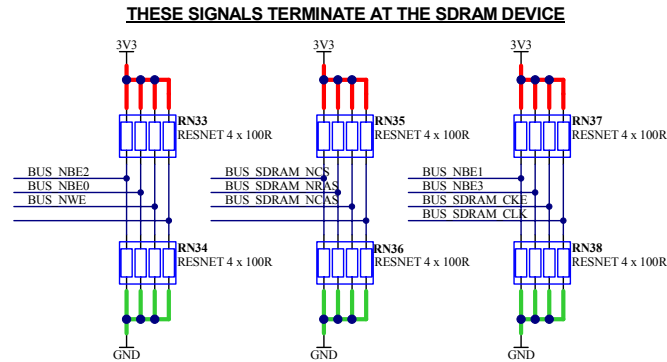 THESE SIGNALS TERMINATE AT THE SDRAM DEVICE
3V3 3V3 3V3
RN33 RN35 RN37
RESNET 4 x 100R RESNET 4 x 100R RESNET 4 x 100R
BUS_NBE2 BUS_SDRAM_NCS BUS_NBE1
BUS_NBE0 BUS_SDRAM_NRAS BUS_NBE3
BUS_NWE BUS_SDRAM_NCAS BUS_SDRAM_CKE
BUS_SDRAM_CLK
RN34 RN36 RN38
RESNET 4 x 100R RESNET 4 x 100R RESNET 4 x 100R
GND GND GND